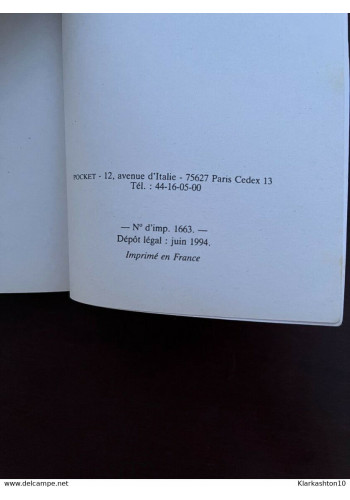 POCKET - 12, avenue d'Italie - 75627 Paris Cedex 13
Tél. : 44-16-05-00
— N° d'imp. 1663. —
Dépôt légal : juin 1994.
Imprimé en France
delcampe.net
Klarkashton10